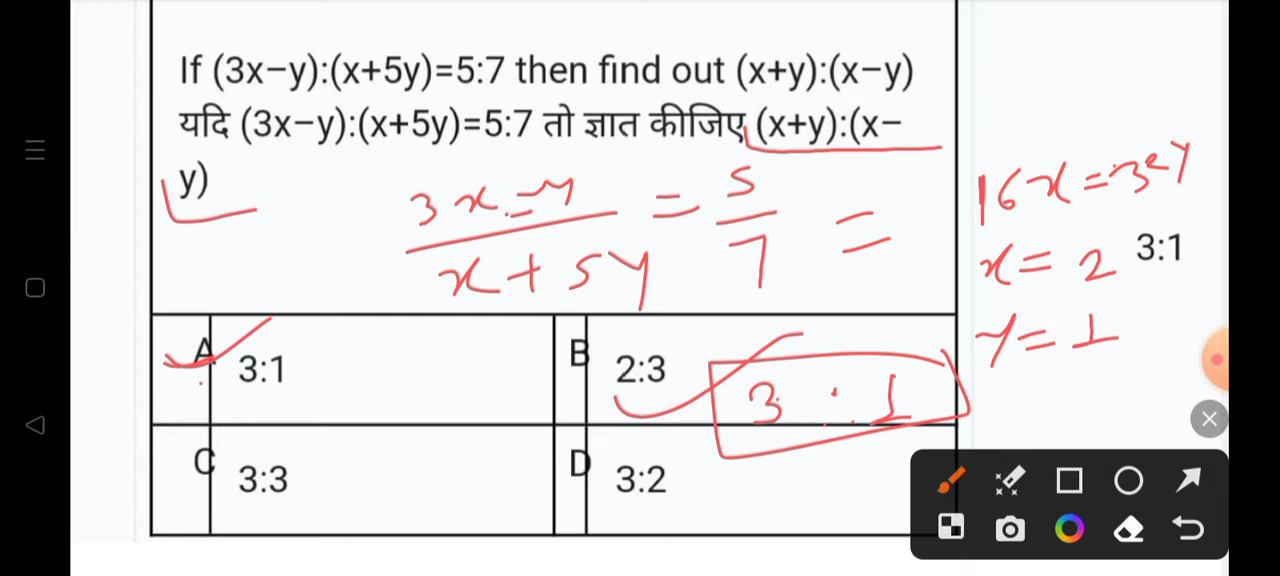 If (3x−y):(x+5y)=5:7 then find out (x+y):(x−y)
यदि (3x−y):(x+5y)=5:7 तो ज्ञात कीजिए (x+y):(x−
y)
3x-y/x+5y = 5/7 =
16x=32y
x=2
y=1
3:1
A 3:1
B 2:3
3:1
C 3:3
D 3:2